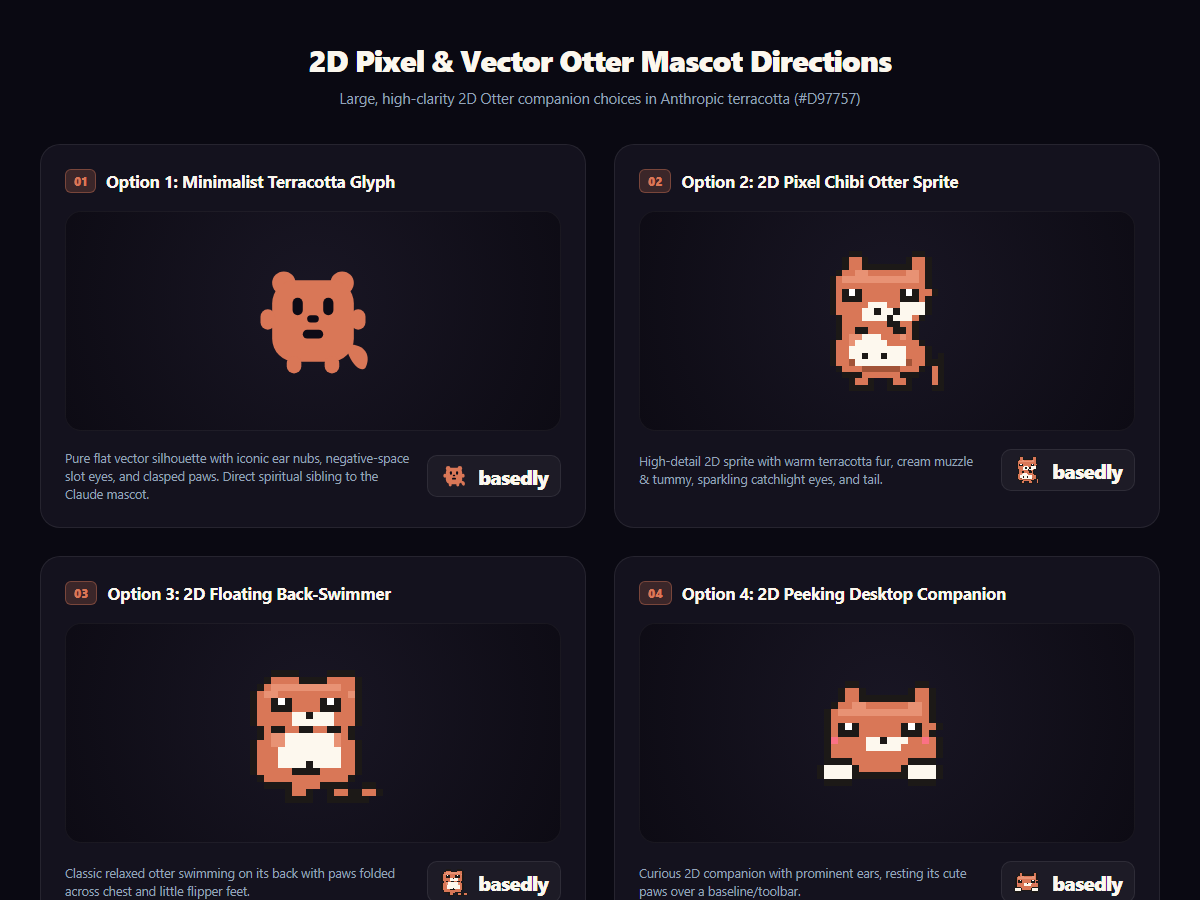 2D Pixel & Vector Otter Mascot Directions
Large, high-clarity 2D Otter companion choices in Anthropic terracotta (#D97757)
01 Option 1: Minimalist Terracotta Glyph
Pure flat vector silhouette with iconic ear nubs, negative-space
slot eyes, and clasped paws. Direct spiritual sibling to the
Claude mascot.
basedly
02 Option 2: 2D Pixel Chibi Otter Sprite
High-detail 2D sprite with warm terracotta fur, cream muzzle
& tummy, sparkling catchlight eyes, and tail.
basedly
03 Option 3: 2D Floating Back-Swimmer
Classic relaxed otter swimming on its back with paws folded
across chest and little flipper feet.
basedly
04 Option 4: 2D Peeking Desktop Companion
Curious 2D companion with prominent ears, resting its cute
paws over a baseline/toolbar.
basedly